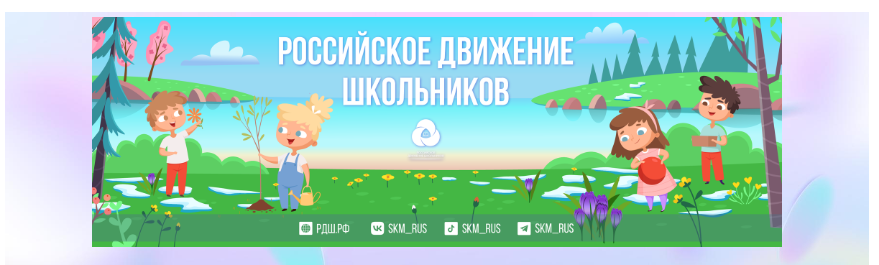 РОССИЙСКОЕ ДВИЖЕНИЕ
ШКОЛЬНИКОВ
РДШ.РФ SKM_RUS SKM_RUS SKM_RUS